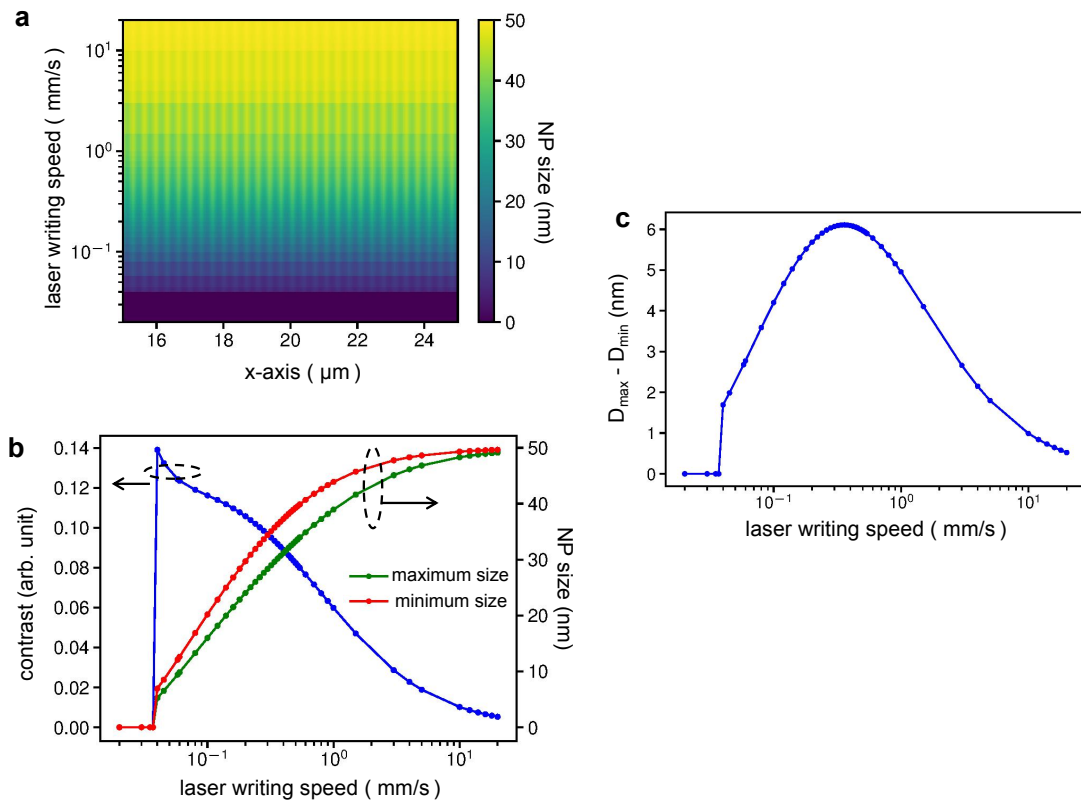 a
10¹
10⁰
10⁻¹
laser writing speed ( mm/s )
16 18 20 22 24
x-axis ( μm )
50
40
30
20
10
0
NP size (nm)
b
0.14
0.12
0.10
0.08
0.06
0.04
0.02
0.00
contrast (arb. unit)
maximum size
minimum size
50
40
30
20
10
0
NP size (nm)
10⁻¹ 10⁰ 10¹
laser writing speed ( mm/s )
c
6
5
4
3
2
1
0
Dmax - Dmin (nm)
10⁻¹ 10⁰ 10¹
laser writing speed ( mm/s )